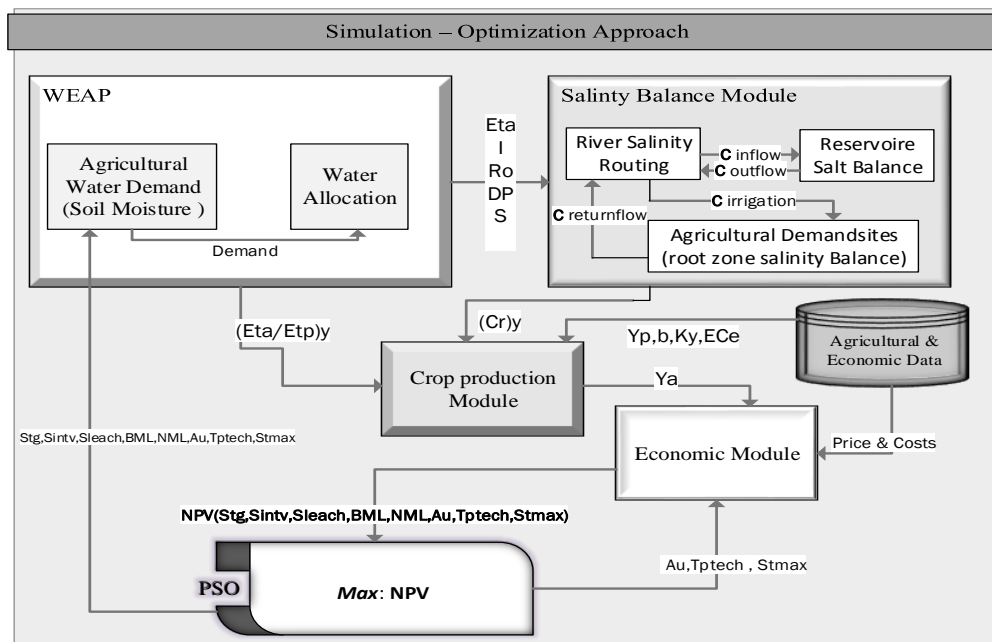 Simulation – Optimization Approach
WEAP
Agricultural
Water Demand
(Soil Moisture )
Water
Allocation
Demand
Eta
I
Ro
DP
S
Salinty Balance Module
River Salinity
Routing
C inflow
C outflow
Reservoire
Salt Balance
C returnflow
C irrigation
Agricultural Demandsites
(root zone salinity Balance)
(Eta/Etp)y
(Cr)y
Yp,b,Ky,ECe
Agricultural &
Economic Data
Crop production
Module
Ya
Stg,Sintv,Sleach,BML,NML,Au,Tptech,Stmax
Economic Module
Price & Costs
NPV(Stg,Sintv,Sleach,BML,NML,Au,Tptech,Stmax)
PSO
Max: NPV
Au,Tptech , Stmax